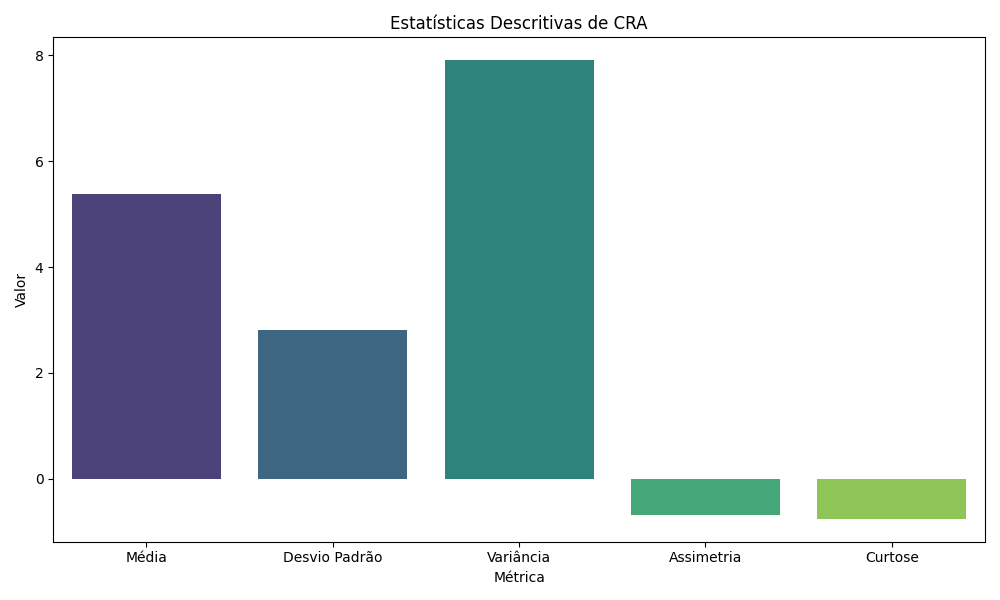 Estatísticas Descritivas de CRA
Valor
8
6
4
2
0
Média
Desvio Padrão
Variância
Assimetria
Curtose
Métrica